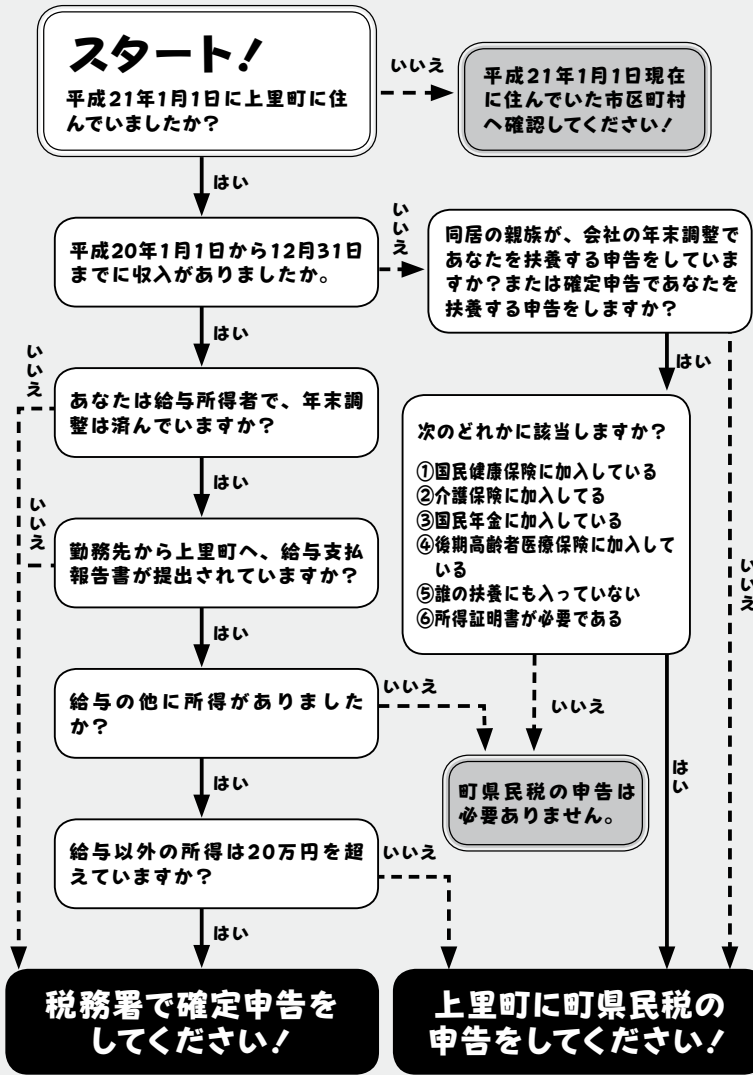 スタート！
平成21年1月1日に上里町に住
んでいましたか？
いいえ
平成21年1月1日現在
に住んでいた市区町村
へ確認してください！
はい
平成20年1月1日から12月31日
までに収入がありましたか。
いいえ
同居の親族が、会社の年末調整で
あなたを扶養する申告をしていま
すか？または確定申告であなたを
扶養する申告をしますか？
はい
はい
いいえ
あなたは給与所得者で、年末調
整は済んでいますか？
次のどれかに該当しますか？
①国民健康保険に加入している
②介護保険に加入してる
③国民年金に加入している
④後期高齢者医療保険に加入して
いる
⑤誰の扶養にも入っていない
⑥所得証明書が必要である
はい
いいえ
勤務先から上里町へ、給与支払
報告書が提出されていますか？
いいえ
はい
給与の他に所得がありました
か？
いいえ
いいえ
はい
町県民税の申告は
必要ありません。
はい
給与以外の所得は20万円を超
えていますか？
いいえ
はい
税務署で確定申告を
してください！
上里町に町県民税の
申告をしてください！